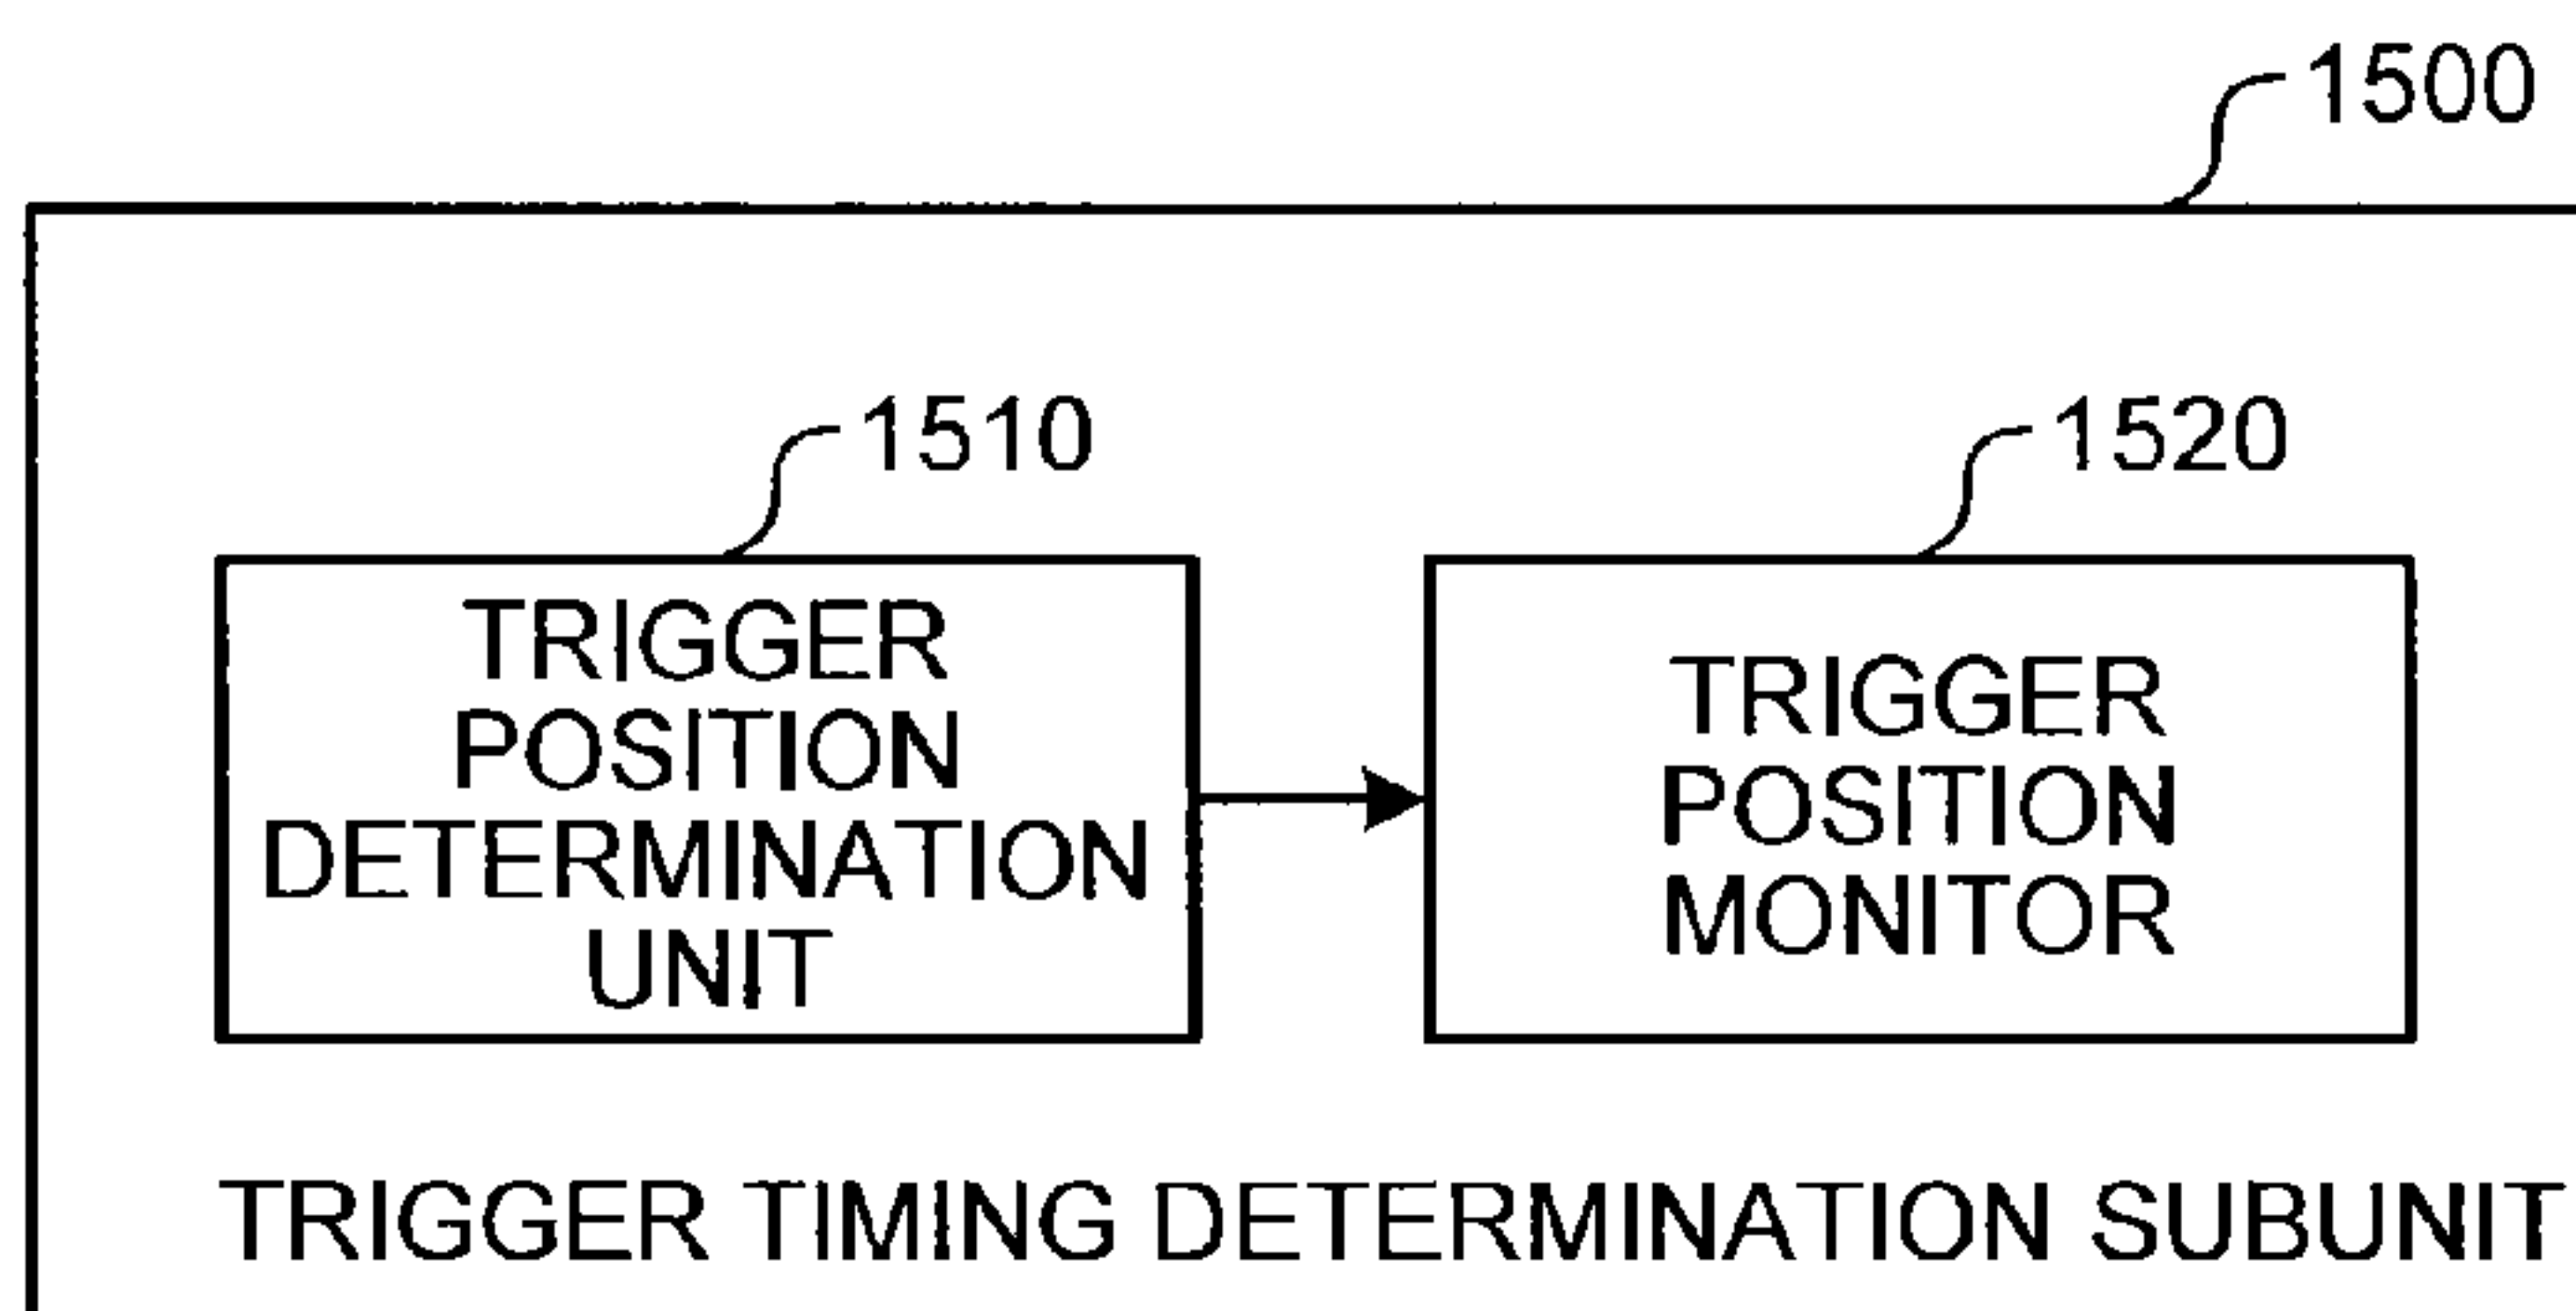 1500
1510
1520
TRIGGER
POSITION
DETERMINATION
UNIT
TRIGGER
POSITION
MONITOR
TRIGGER TIMING DETERMINATION SUBUNIT